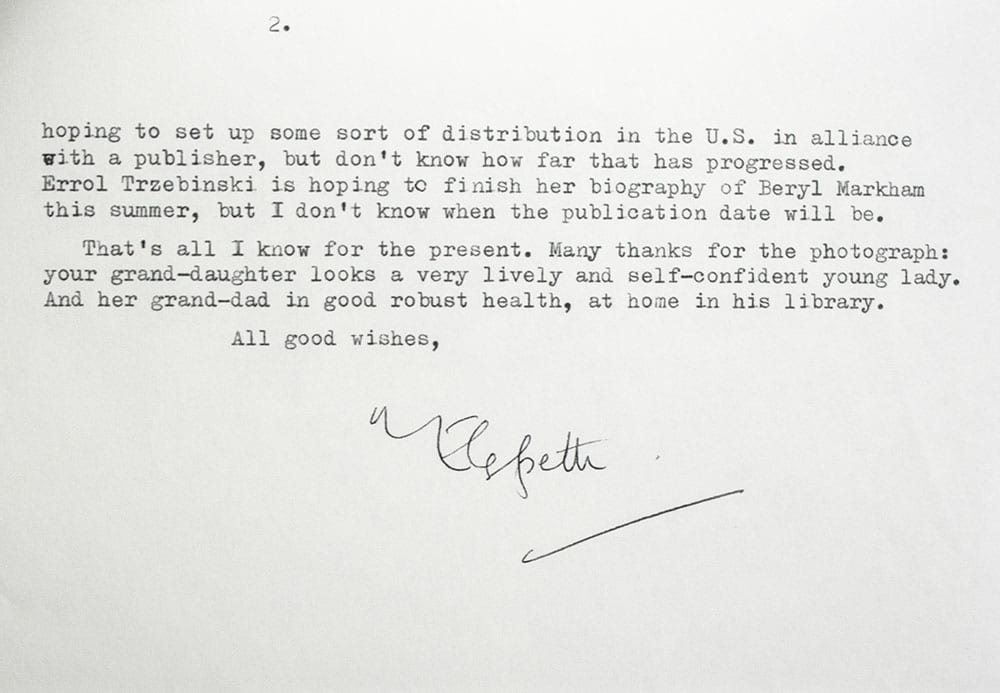 2.
hoping to set up some sort of distribution in the U.S. in alliance
with a publisher, but don't know how far that has progressed.
Errol Trzebinski is hoping to finish her biography of Beryl Markham
this summer, but I don't know when the publication date will be.
That's all I know for the present. Many thanks for the photograph:
your grand-daughter looks a very lively and self-confident young lady.
And her grand-dad in good robust health, at home in his library.
All good wishes,
Elspeth